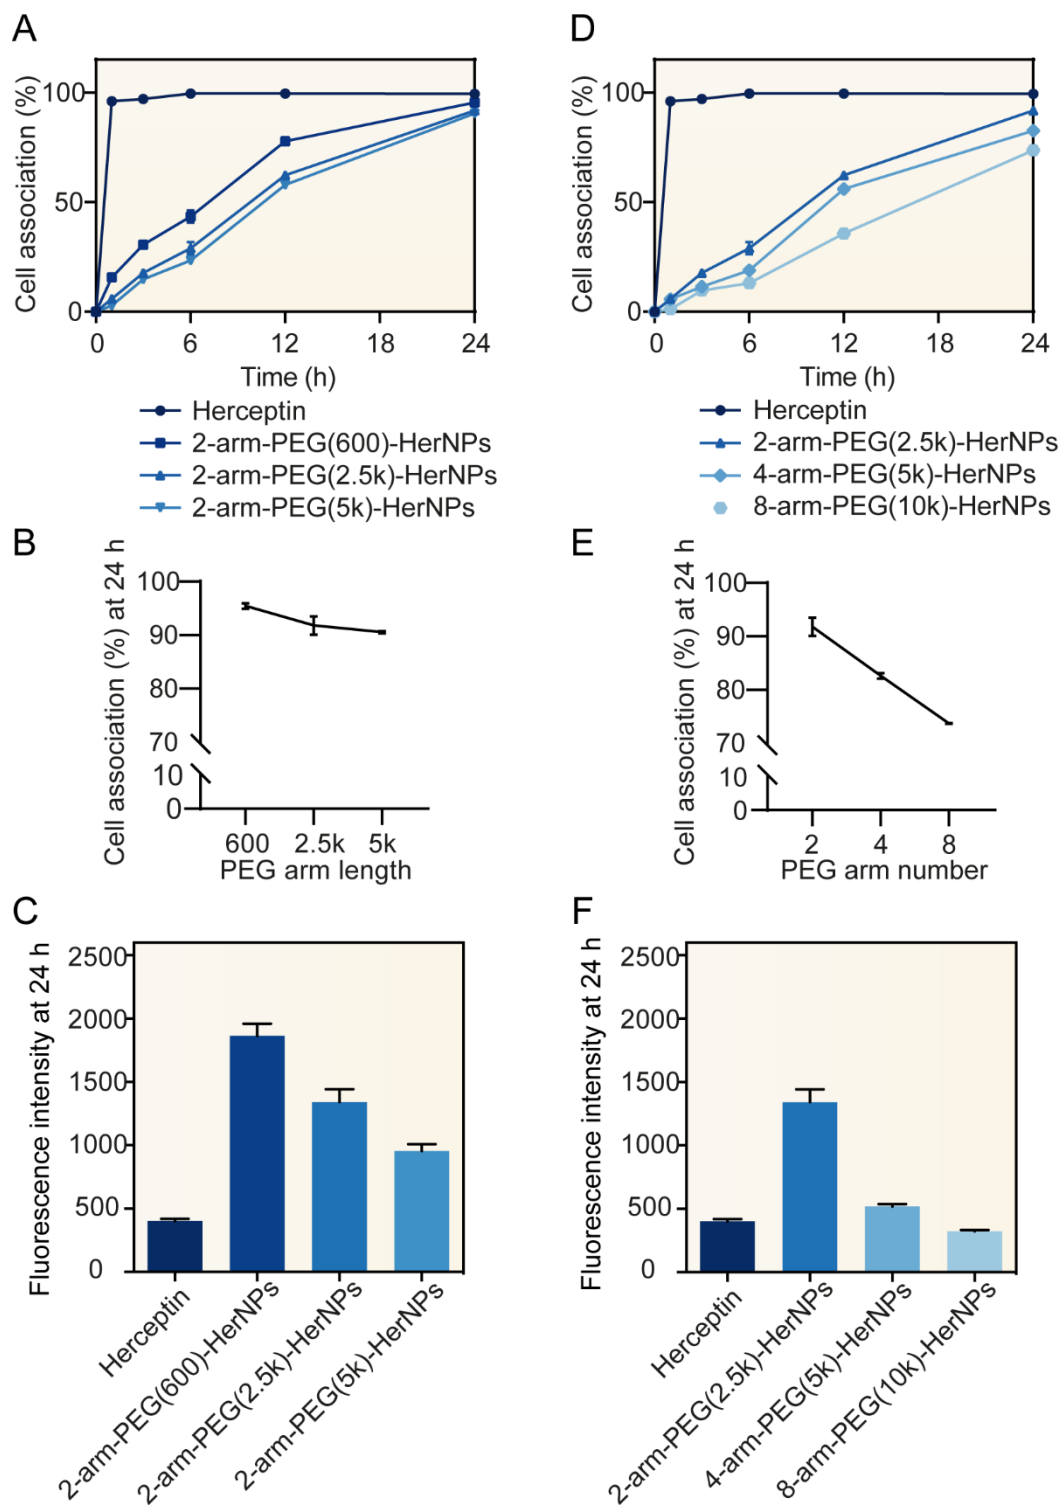 A
Cell association (%)
100
50
0
0 6 12 18 24
Time (h)
Herceptin
2-arm-PEG(600)-HerNPs
2-arm-PEG(2.5k)-HerNPs
2-arm-PEG(5k)-HerNPs
D
Cell association (%)
100
50
0
0 6 12 18 24
Time (h)
Herceptin
2-arm-PEG(2.5k)-HerNPs
4-arm-PEG(5k)-HerNPs
8-arm-PEG(10k)-HerNPs
B
Cell association (%) at 24 h
100
90
80
70
10
0
600 2.5k 5k
PEG arm length
E
Cell association (%) at 24 h
100
90
80
70
10
0
2 4 8
PEG arm number
C
Fluorescence intensity at 24 h
2500
2000
1500
1000
500
0
Herceptin
2-arm-PEG(600)-HerNPs
2-arm-PEG(2.5k)-HerNPs
2-arm-PEG(5k)-HerNPs
F
Fluorescence intensity at 24 h
2500
2000
1500
1000
500
0
Herceptin
2-arm-PEG(2.5k)-HerNPs
4-arm-PEG(5k)-HerNPs
8-arm-PEG(10k)-HerNPs